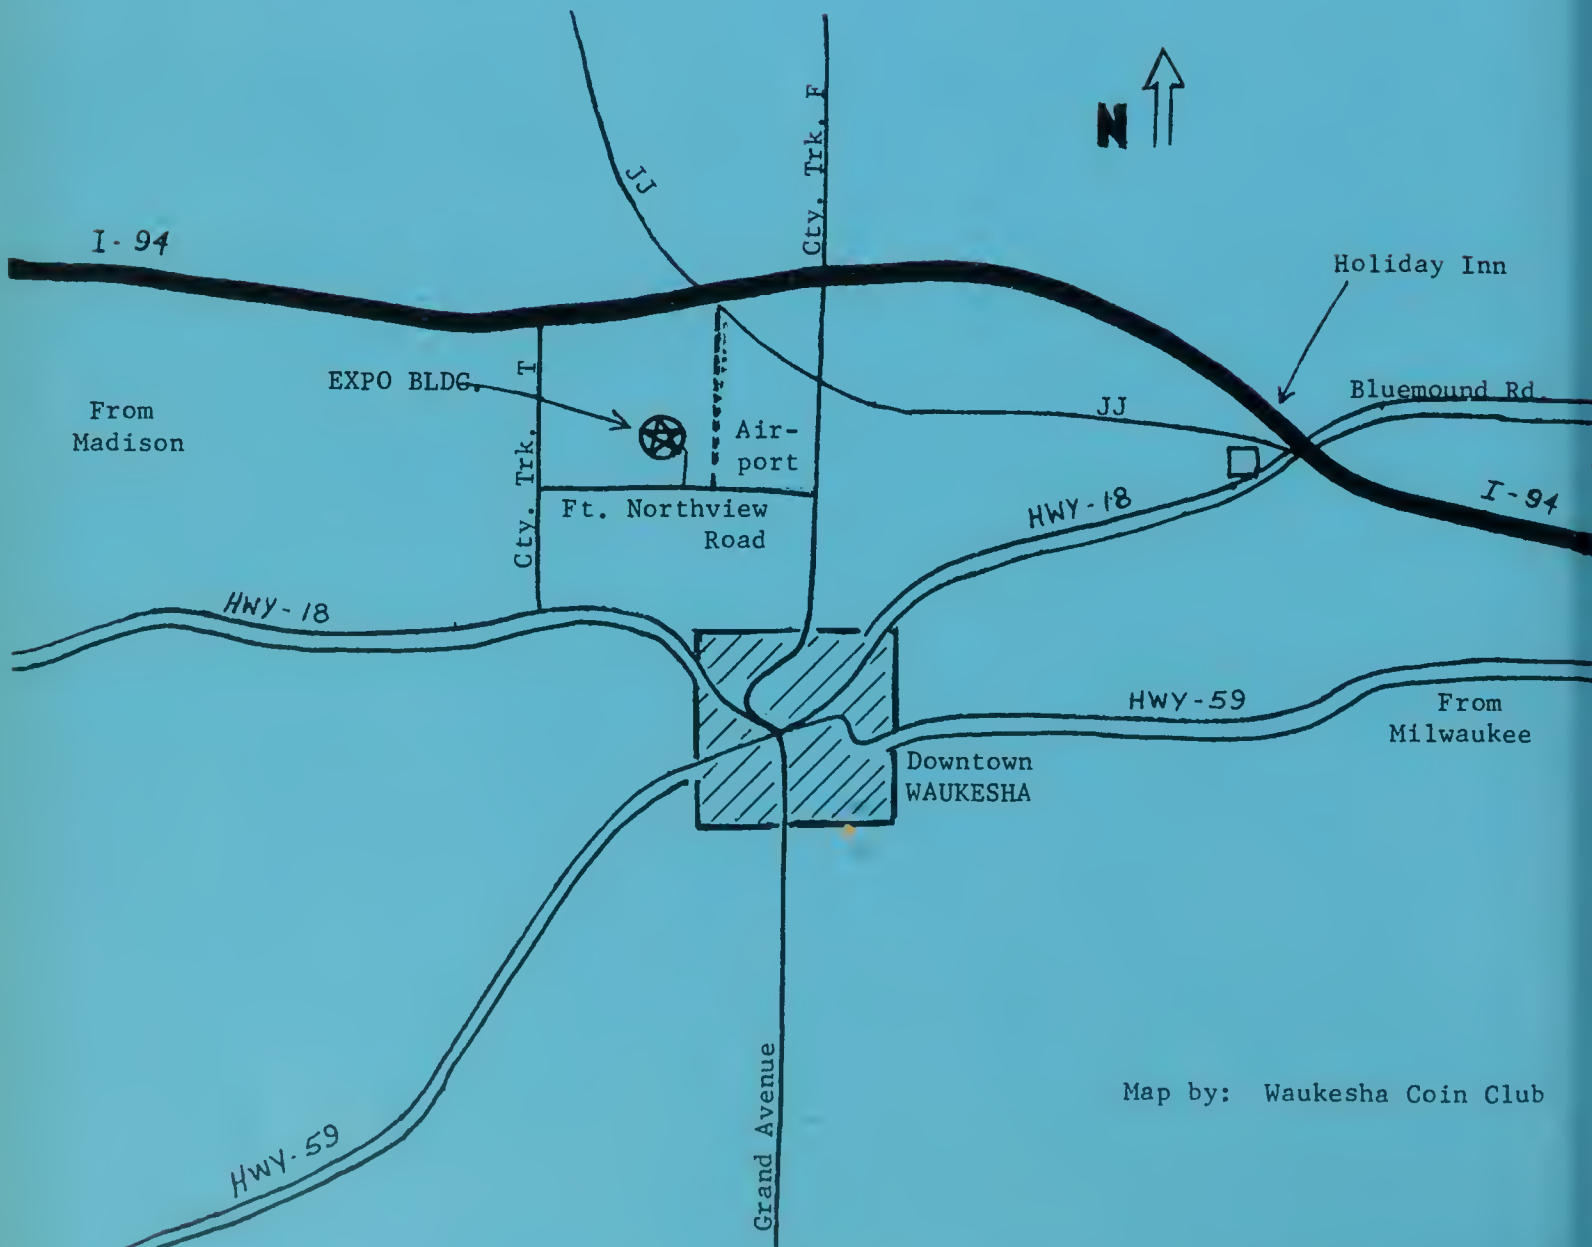 Cty. Trk. F
N
JJ
I-94
Holiday Inn
EXPO BLDG.
Cty. Trk. T
Bluemound Rd.
JJ
From
Madison
Air-
port
I-94
HWY-18
Ft. Northview
Road
HWY-18
HWY-59
From
Milwaukee
Downtown
WAUKESHA
Grand Avenue
Map by: Waukesha Coin Club
HWY-59